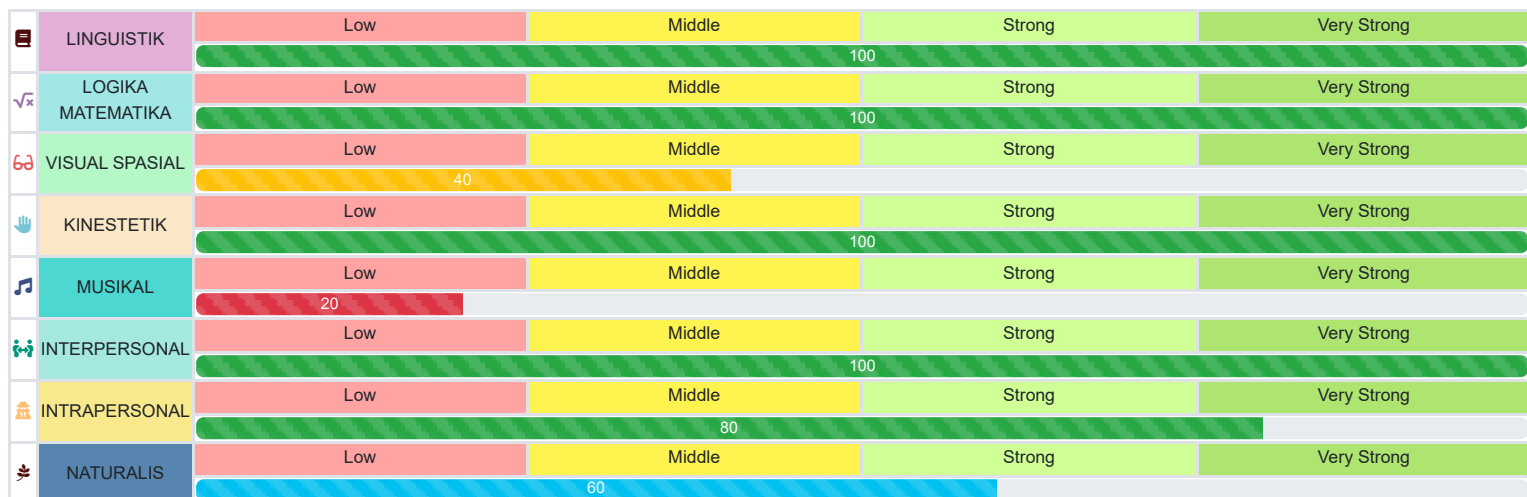 Low Middle Strong Very Strong
LINGUISTIK
100
LOGIKA
MATEMATIKA
Low Middle Strong Very Strong
100
Low Middle Strong Very Strong
VISUAL SPASIAL
40
Low Middle Strong Very Strong
KINESTETIK
100
Low Middle Strong Very Strong
MUSIKAL
20
Low Middle Strong Very Strong
INTERPERSONAL
100
Low Middle Strong Very Strong
INTRAPERSONAL
80
Low Middle Strong Very Strong
NATURALIS
60